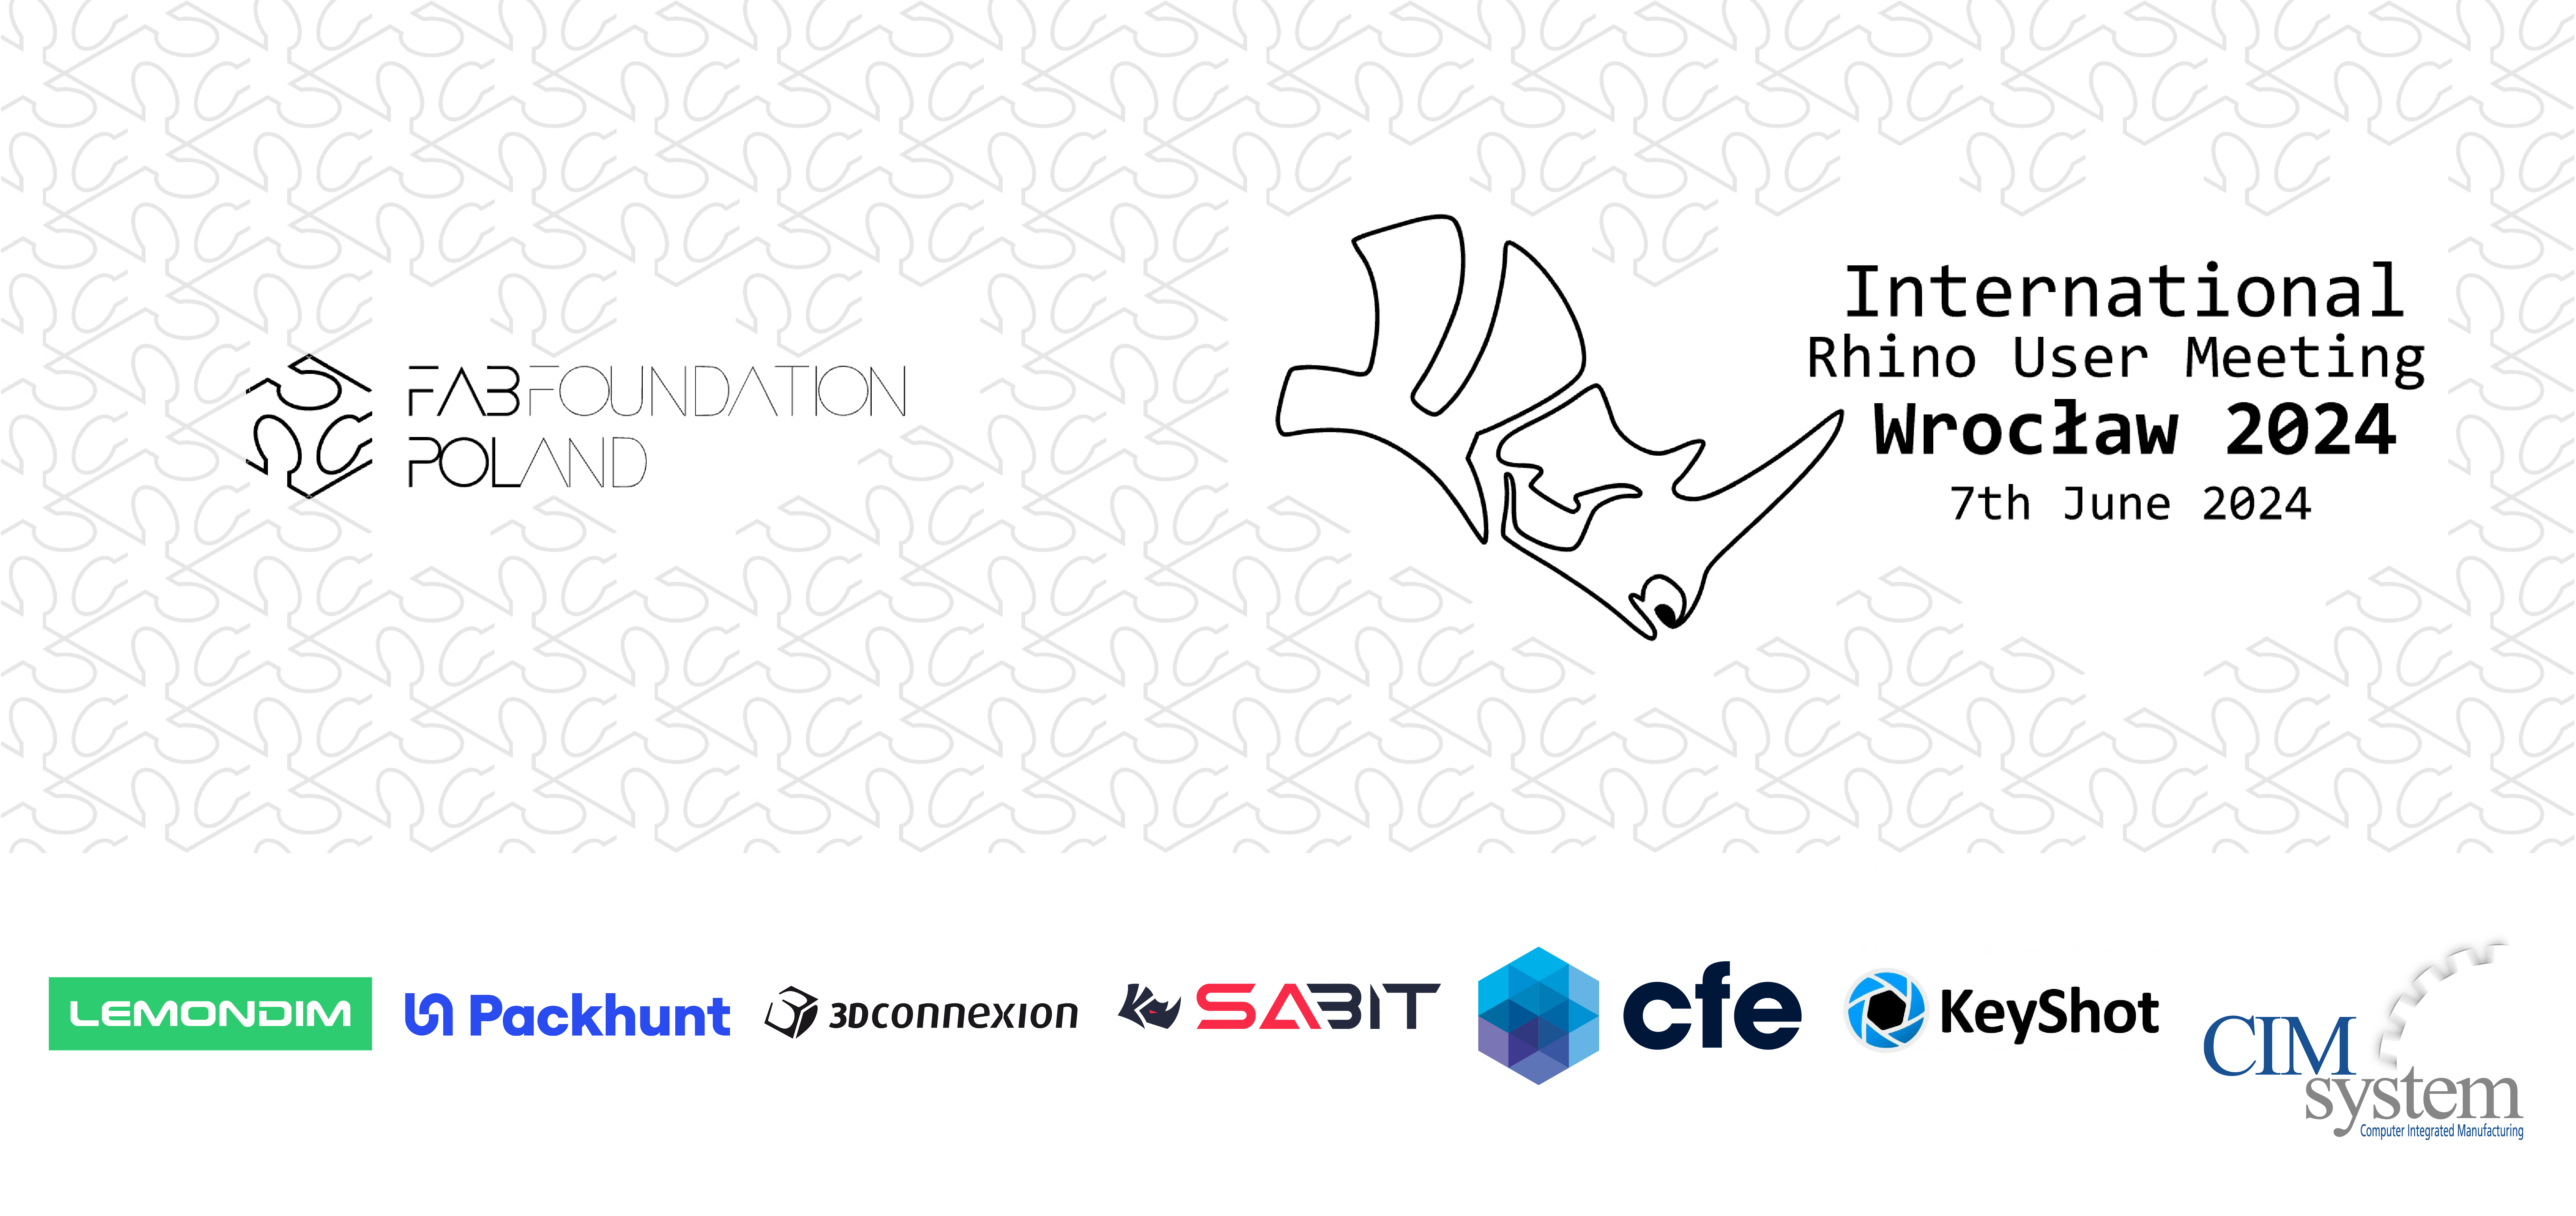 FABFOUNDATION
POLAND
International
Rhino User Meeting
Wrocław 2024
7th June 2024
LEMONDIM
Packhunt
3Dconnexion
SABIT
cfe
KeyShot
CIM
system
Computer Integrated Manufacturing